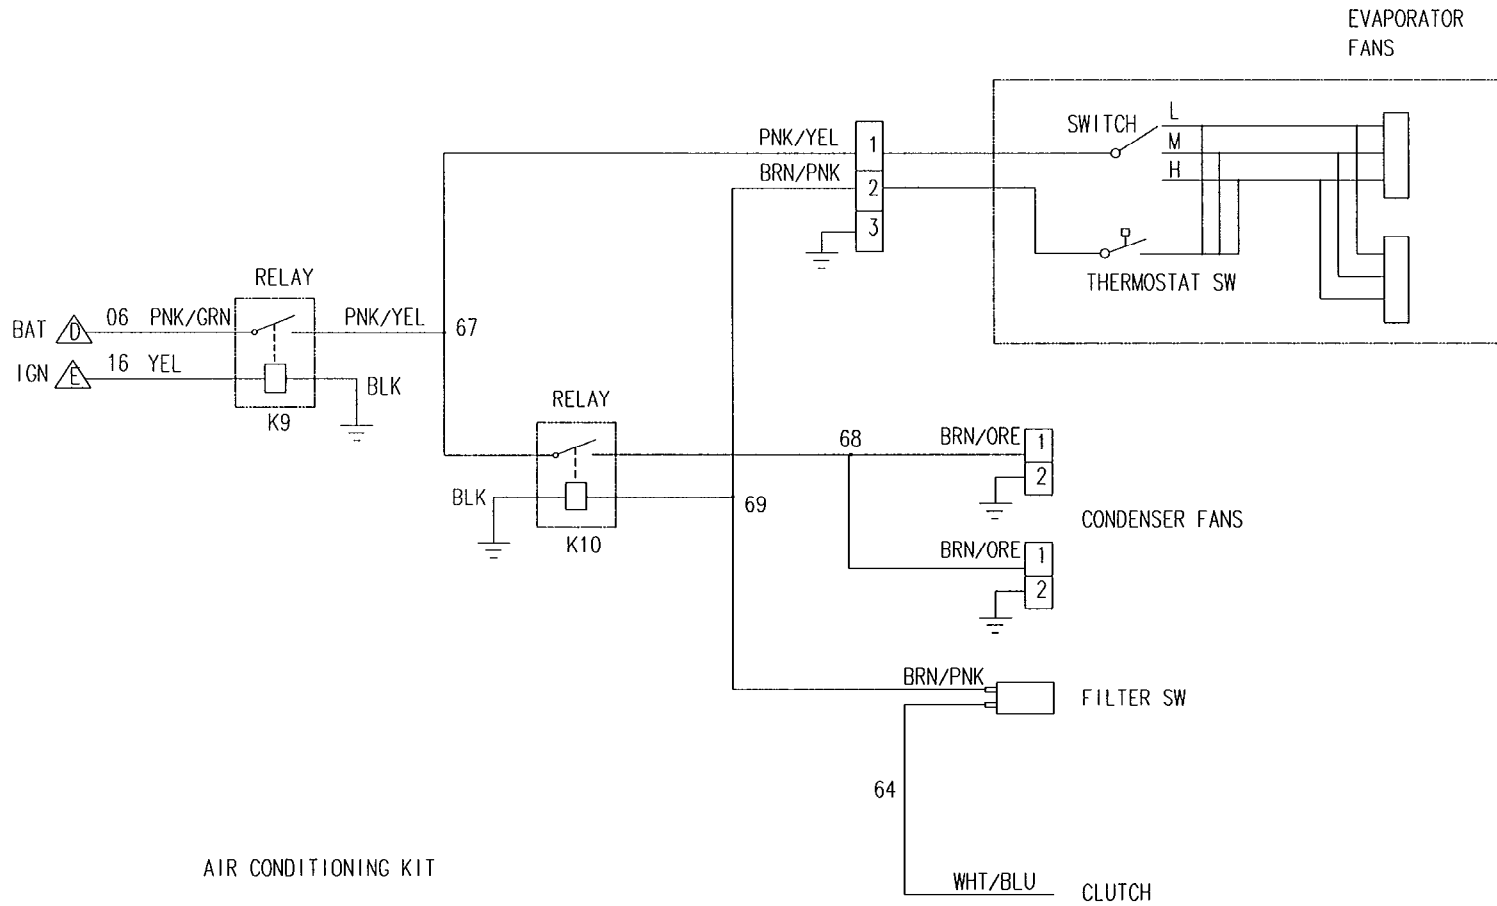 EVAPORATOR
FANS
SWITCH
L
M
H
PNK/YEL
1
BRN/PNK
2
3
THERMOSTAT SW
RELAY
BAT D 06 PNK/GRN
PNK/YEL
67
IGN E 16 YEL
BLK
K9
RELAY
68
BRN/ORE
1
2
BLK
69
K10
CONDENSER FANS
BRN/ORE
1
2
BRN/PNK
FILTER SW
64
AIR CONDITIONING KIT
WHT/BLU
CLUTCH